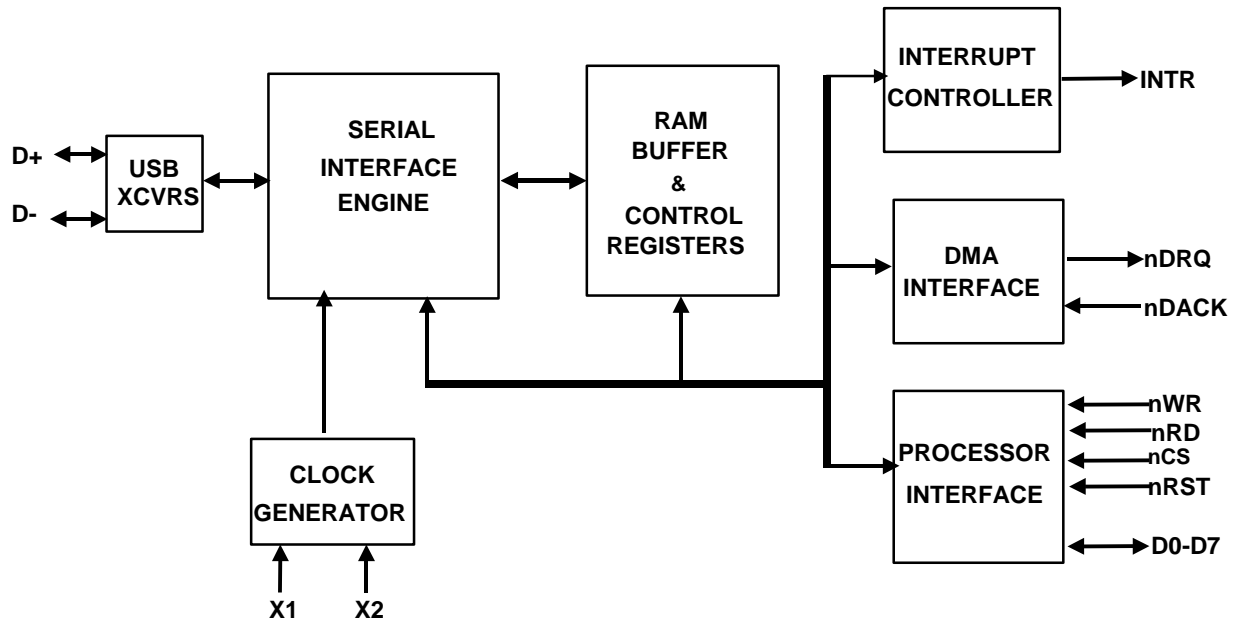 D+
D-
USB
XCVRS
SERIAL
INTERFACE
ENGINE
RAM
BUFFER
&
CONTROL
REGISTERS
INTERRUPT
CONTROLLER
INTR
DMA
INTERFACE
nDRQ
nDACK
PROCESSOR
INTERFACE
nWR
nRD
nCS
nRST
D0-D7
CLOCK
GENERATOR
X1
X2